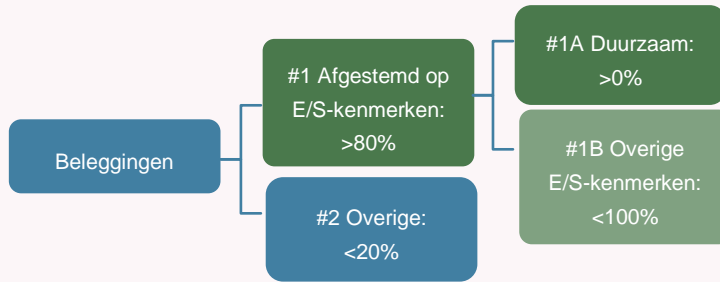 Beleggingen
#1 Afgestemd op
E/S-kenmerken:
>80%
#2 Overige:
<20%
#1A Duurzaam:
>0%
#1B Overige
E/S-kenmerken:
<100%